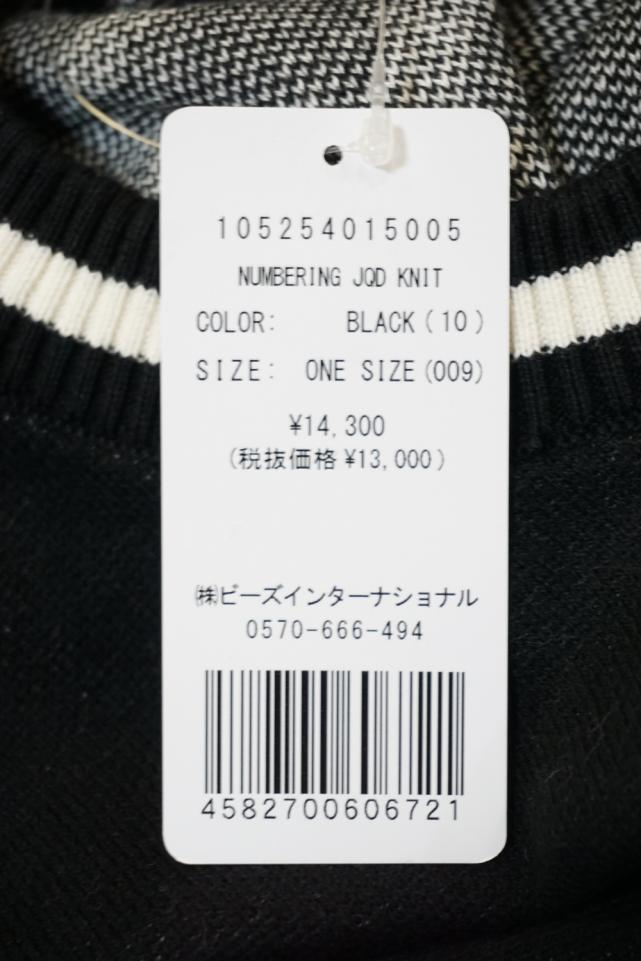 105254015005
NUMBERING JQD KNIT
COLOR: BLACK(10)
SIZE: ONE SIZE(009)
¥14,300
(税抜価格 ¥13,000)
㈱ビーズインターナショナル
0570-666-494
4582700606721